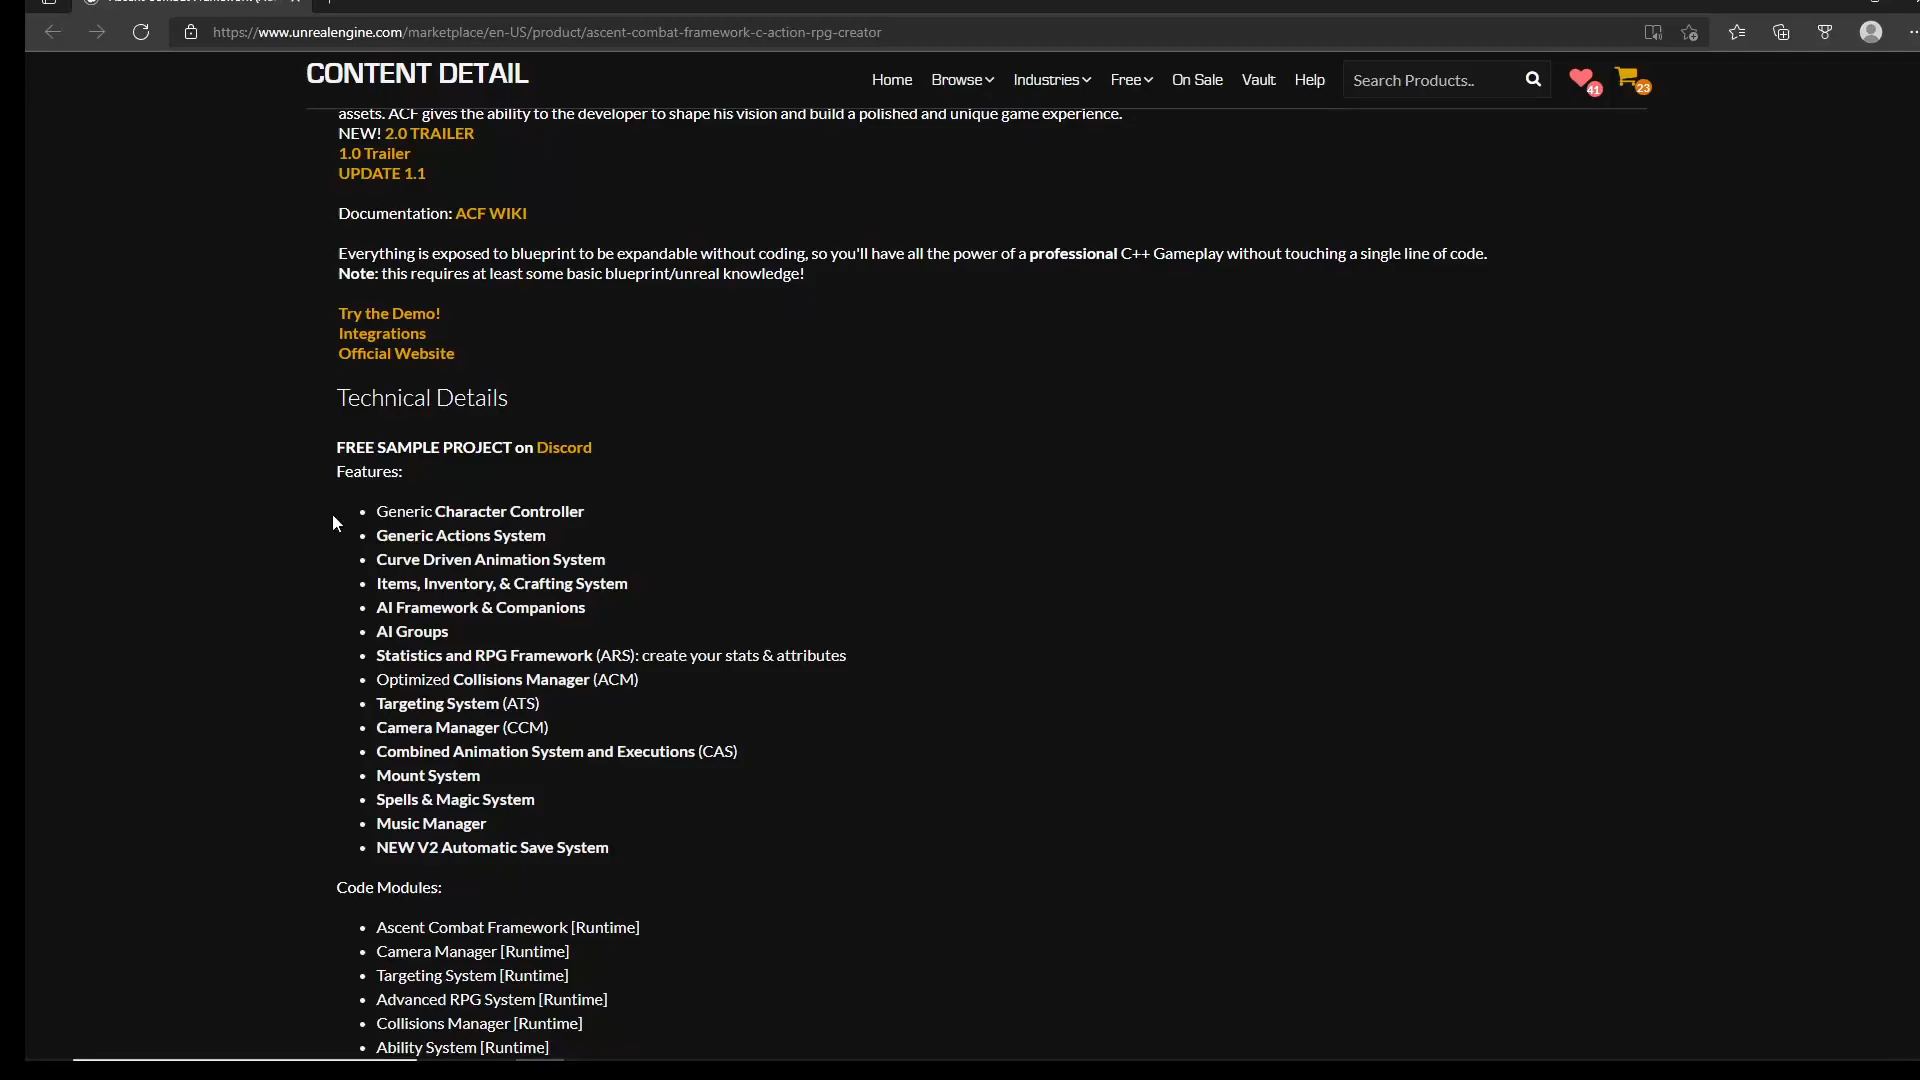 https://www.unrealengine.com/marketplace/en-US/product/ascent-combat-framework-c-action-rpg-creator
CONTENT DETAIL
Home Browse Industries Free On Sale Vault Help Search Products.. 41 23
assets. ACF gives the ability to the developer to shape his vision and build a polished and unique game experience.
NEW! 2.0 TRAILER
1.0 Trailer
UPDATE 1.1
Documentation: ACF WIKI
Everything is exposed to blueprint to be expandable without coding, so you'll have all the power of a professional C++ Gameplay without touching a single line of code.
Note: this requires at least some basic blueprint/unreal knowledge!
Try the Demo!
Integrations
Official Website
Technical Details
FREE SAMPLE PROJECT on Discord
Features:
• Generic Character Controller
• Generic Actions System
• Curve Driven Animation System
• Items, Inventory, & Crafting System
• AI Framework & Companions
• AI Groups
• Statistics and RPG Framework (ARS): create your stats & attributes
• Optimized Collisions Manager (ACM)
• Targeting System (ATS)
• Camera Manager (CCM)
• Combined Animation System and Executions (CAS)
• Mount System
• Spells & Magic System
• Music Manager
• NEW V2 Automatic Save System
Code Modules:
• Ascent Combat Framework [Runtime]
• Camera Manager [Runtime]
• Targeting System [Runtime]
• Advanced RPG System [Runtime]
• Collisions Manager [Runtime]
• Ability System [Runtime]